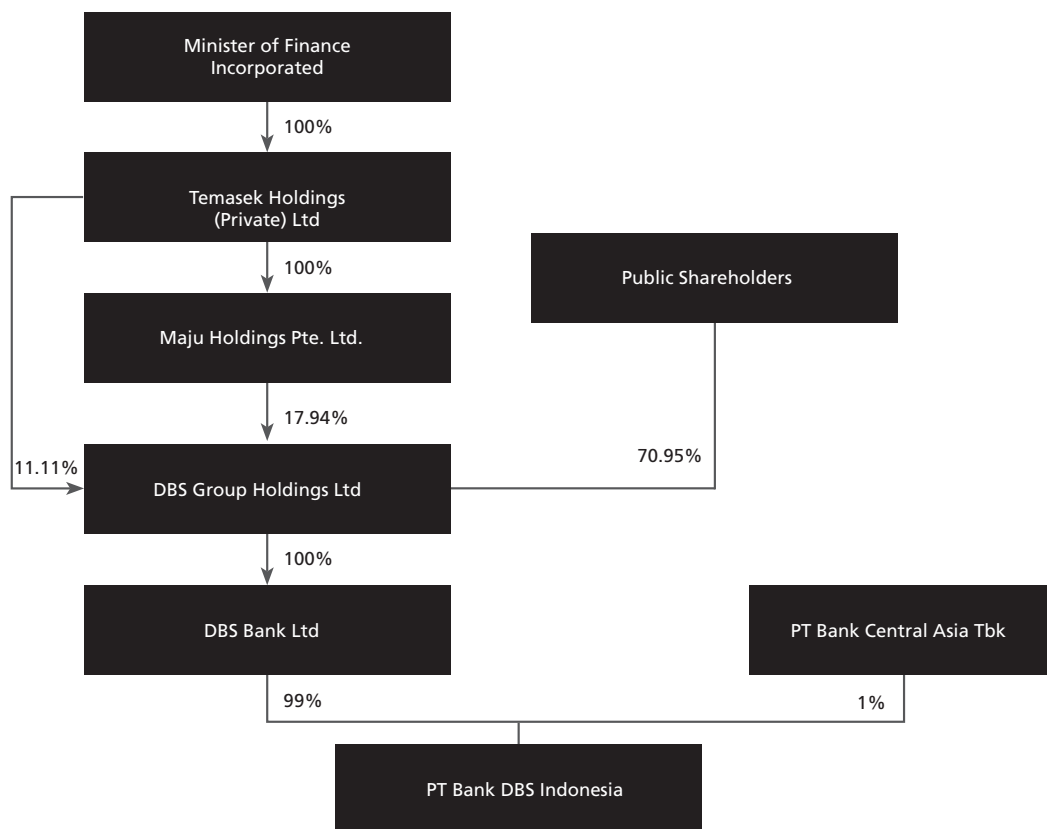 Minister of Finance
Incorporated
100%
Temasek Holdings
(Private) Ltd
100%
Public Shareholders
Maju Holdings Pte. Ltd.
17.94%
70.95%
11.11%
DBS Group Holdings Ltd
100%
DBS Bank Ltd
PT Bank Central Asia Tbk
99%
1%
PT Bank DBS Indonesia